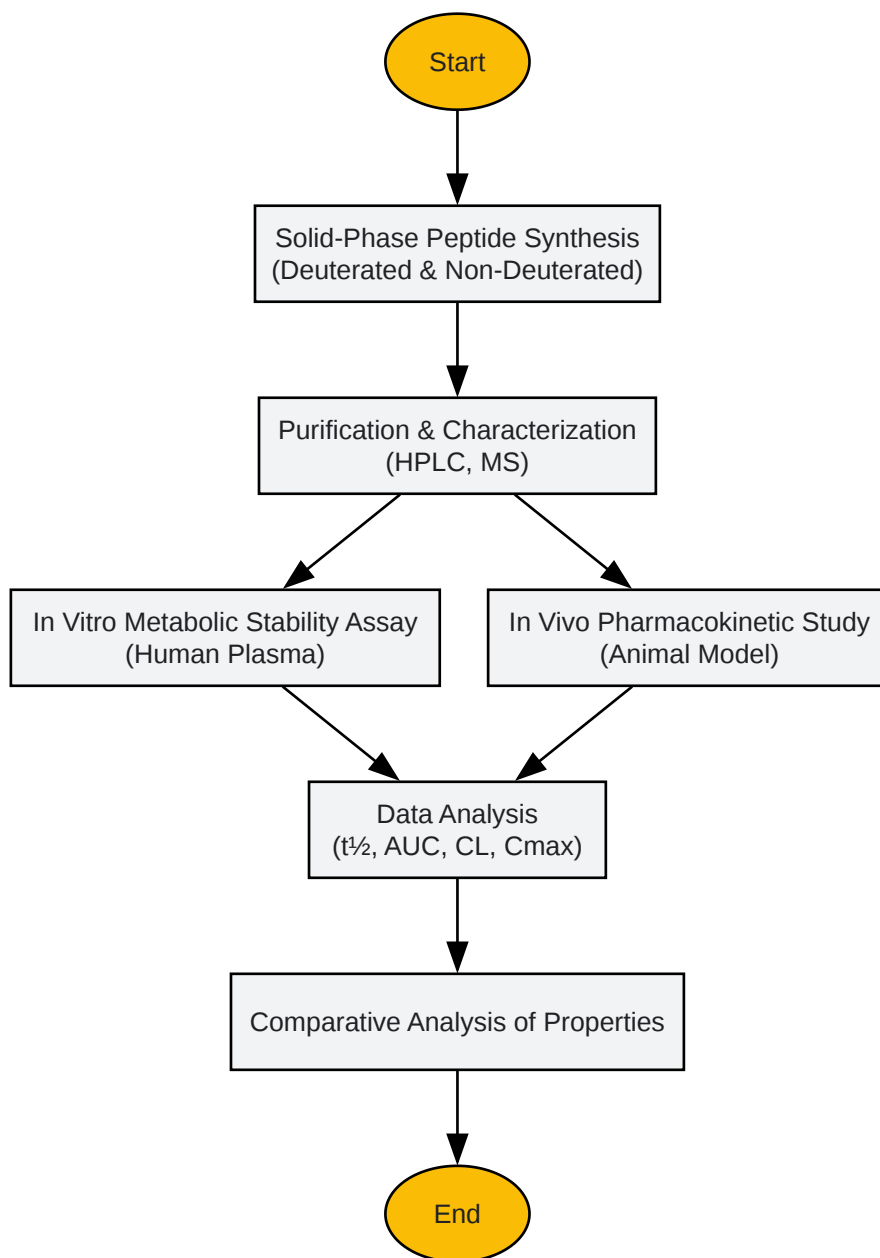 Start
Solid-Phase Peptide Synthesis
(Deuterated & Non-Deuterated)
Purification & Characterization
(HPLC, MS)
In Vitro Metabolic Stability Assay
(Human Plasma)
In Vivo Pharmacokinetic Study
(Animal Model)
Data Analysis
(t½, AUC, CL, Cmax)
Comparative Analysis of Properties
End